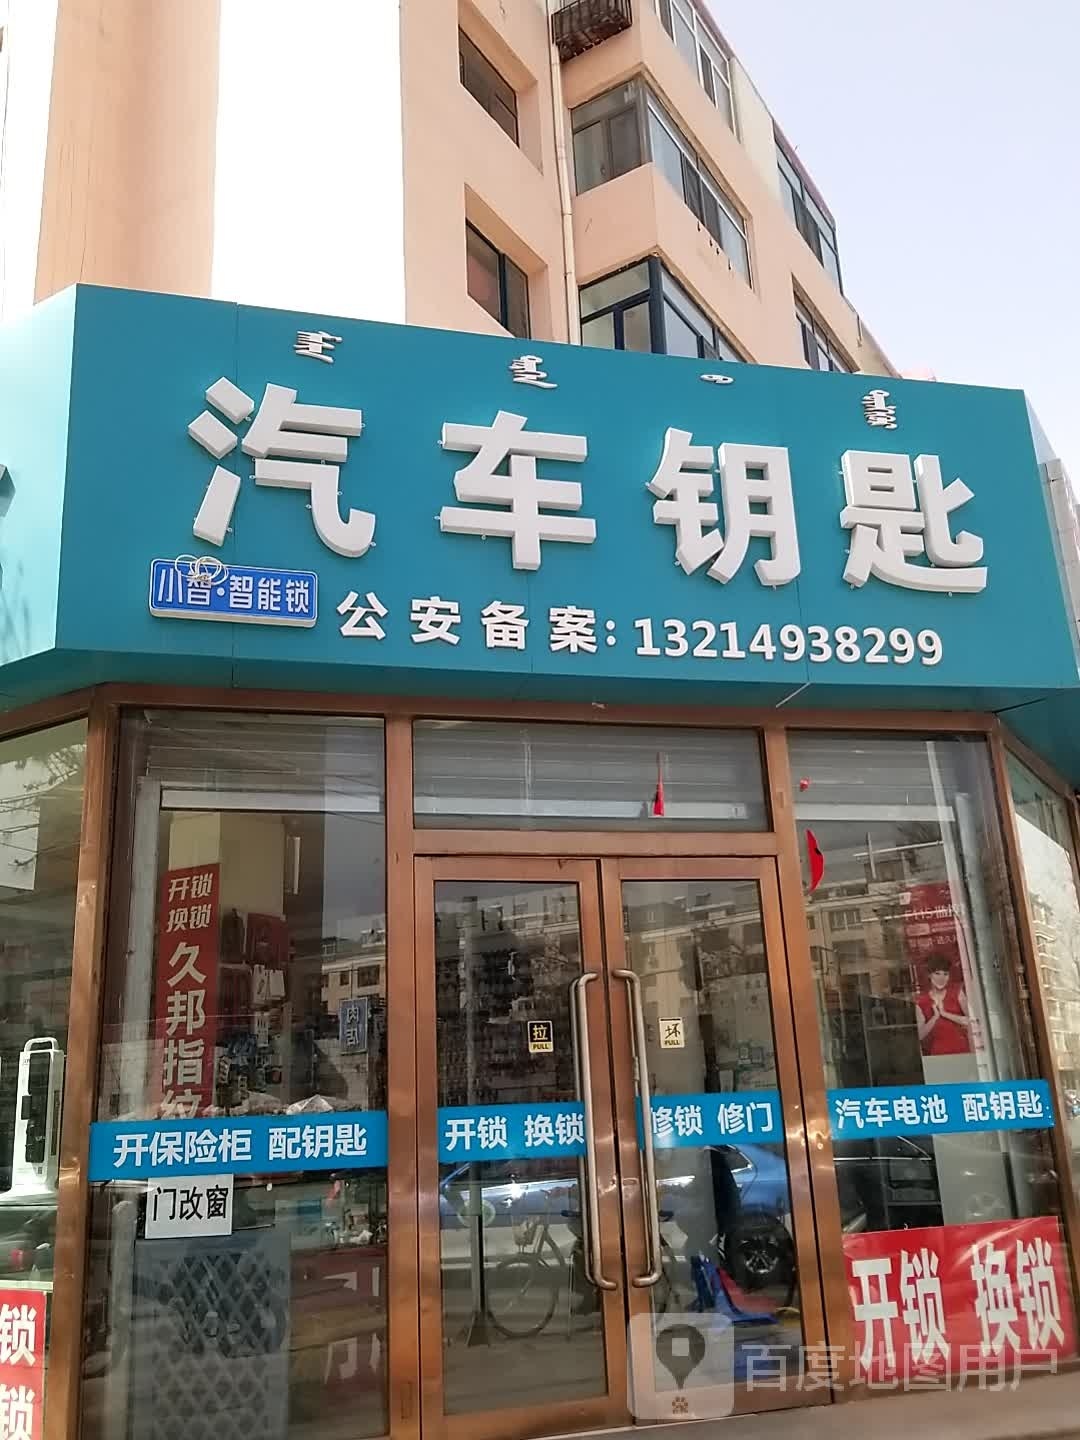 汽车钥匙
小智·智能锁
公安备案:13214938299
开锁
换锁
久邦指纹
拉
PULL
PULL
开保险柜 配钥匙
开锁 换锁
修锁 修门
汽车电池 配钥匙
门改窗
开锁 换锁
锁
锁
百度地图用户